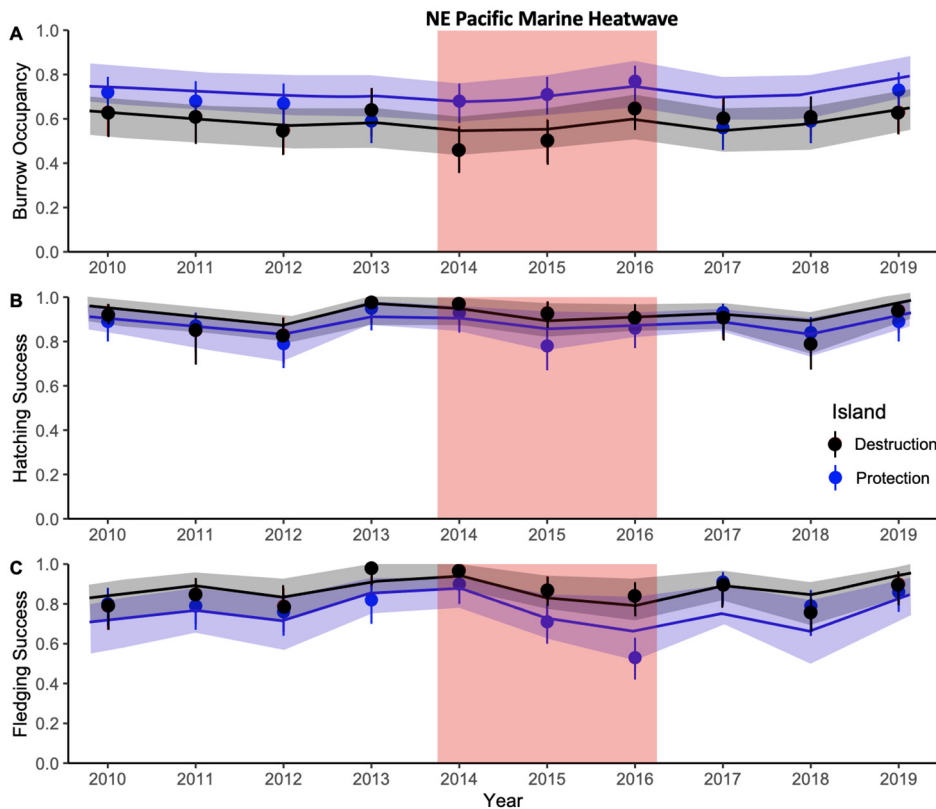 NE Pacific Marine Heatwave
A
Burrow Occupancy
1.0
0.8
0.6
0.4
0.2
0.0
2010 2011 2012 2013 2014 2015 2016 2017 2018 2019
B
Hatching Success
1.0
0.8
0.6
0.4
0.2
0.0
Island
Destruction
Protection
2010 2011 2012 2013 2014 2015 2016 2017 2018 2019
C
Fledging Success
1.0
0.8
0.6
0.4
0.2
0.0
2010 2011 2012 2013 2014 2015 2016 2017 2018 2019
Year